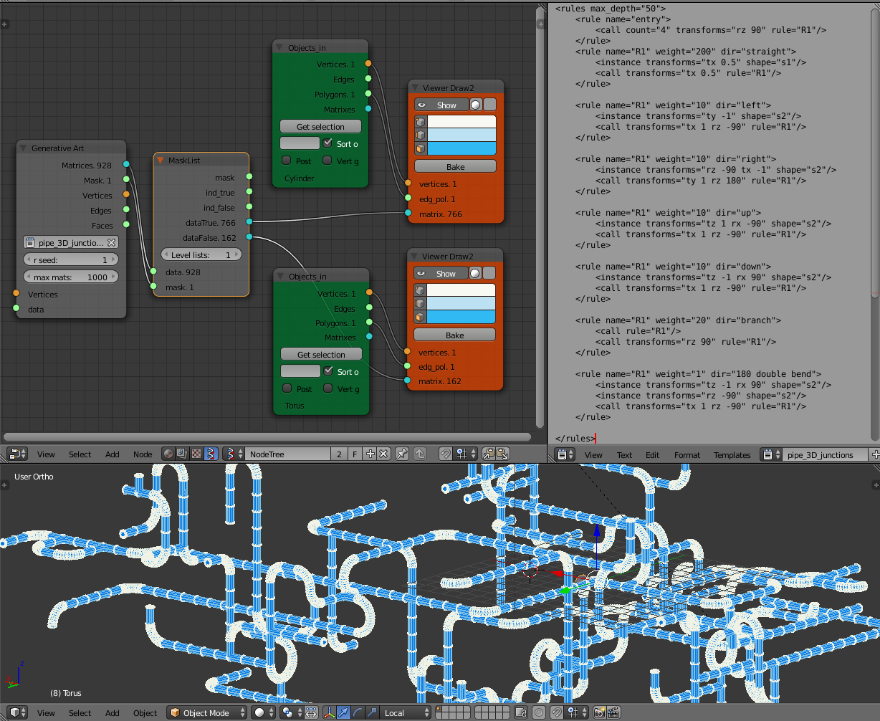 Objects_in
Vertices. 1
Edges
Polygons. 1
Matrixes
Get selection
Sort o
Post
Vert g
Cylinder
Viewer Draw2
Show
Bake
vertices. 1
edg_pol. 1
matrix. 766
Generative Art
Matrices. 928
Mask. 1
Vertices
Edges
Faces
pipe_3D_junctio...
r seed: 1
max mats: 1000
Vertices
data
MaskList
mask
ind_true
ind_false
dataTrue. 766
dataFalse. 162
Level lists: 1
data. 928
mask. 1
Objects_in
Vertices. 1
Edges
Polygons. 1
Matrixes
Get selection
Sort o
Post
Vert g
Torus
Viewer Draw2
Show
Bake
vertices. 1
edg_pol. 1
matrix. 162
View Select Add Node NodeTree 2 F
<rules max_depth="50">
<rule name="entry">
<call count="4" transforms="rz 90" rule="R1"/>
</rule>
<rule name="R1" weight="200" dir="straight">
<instance transforms="tx 0.5" shape="s1"/>
<call transforms="tx 0.5" rule="R1"/>
</rule>
<rule name="R1" weight="10" dir="left">
<instance transforms="ty -1" shape="s2"/>
<call transforms="tx 1 rz -90" rule="R1"/>
</rule>
<rule name="R1" weight="10" dir="right">
<instance transforms="rz -90 tx -1" shape="s2"/>
<call transforms="ty 1 rz 180" rule="R1"/>
</rule>
<rule name="R1" weight="10" dir="up">
<instance transforms="tz 1 rx -90" shape="s2"/>
<call transforms="tx 1 rz -90" rule="R1"/>
</rule>
<rule name="R1" weight="10" dir="down">
<instance transforms="tz -1 rx 90" shape="s2"/>
<call transforms="tx 1 rz -90" rule="R1"/>
</rule>
<rule name="R1" weight="20" dir="branch">
<call rule="R1"/>
<call transforms="rz 90" rule="R1"/>
</rule>
<rule name="R1" weight="1" dir="180 double bend">
<instance transforms="tz -1 rx 90" shape="s2"/>
<instance transforms="rz -90" shape="s2"/>
<call transforms="tx 1 rz -90" rule="R1"/>
</rule>
</rules>
View Text Edit Format Templates pipe_3D_junctions
User Ortho
(8) Torus
View Select Add Object Object Mode Local